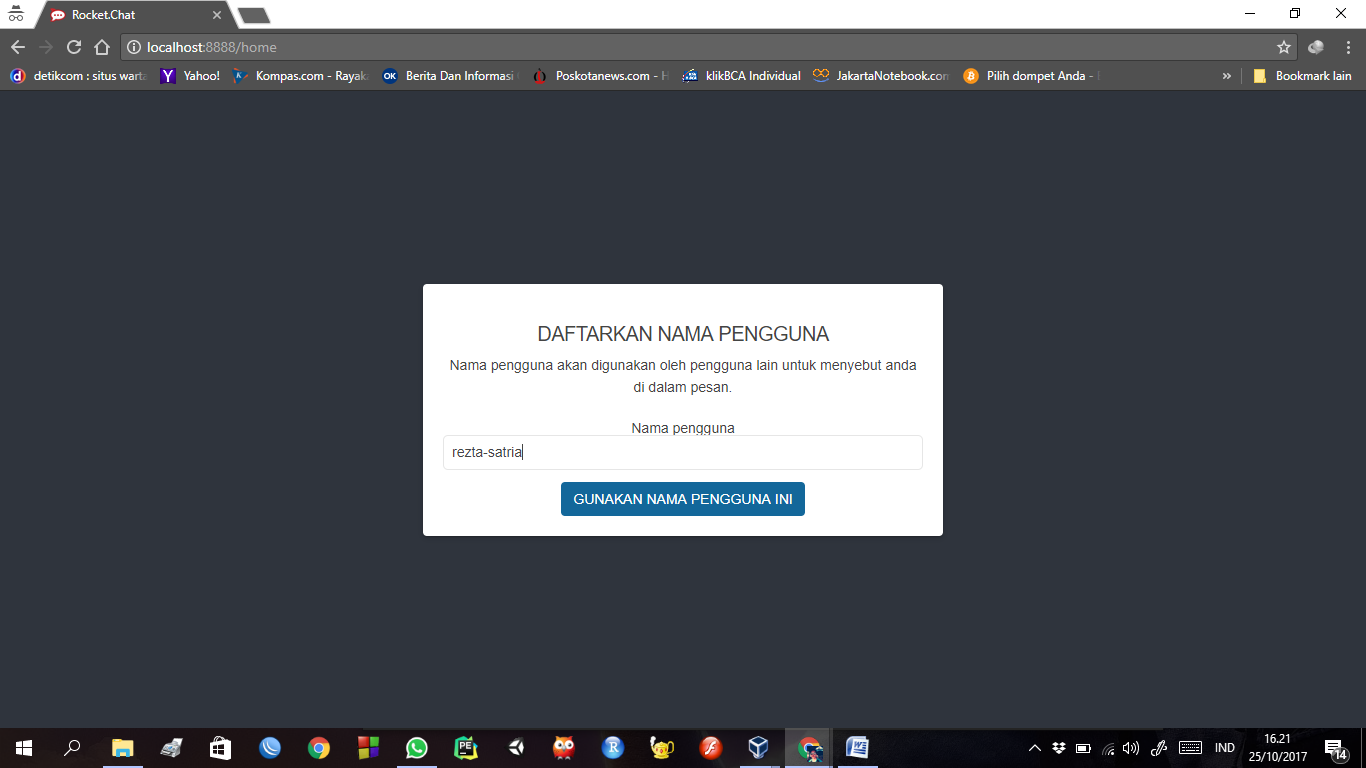 Rocket.Chat
localhost:8888/home
detikcom : situs warta
Yahoo!
Kompas.com - Rayaka
Berita Dan Informasi
Poskotanews.com - H
klikBCA Individual
JakartaNotebook.com
Pilih dompet Anda -
»
Bookmark lain
DAFTARKAN NAMA PENGGUNA
Nama pengguna akan digunakan oleh pengguna lain untuk menyebut anda
di dalam pesan.
Nama pengguna
rezta-satria
GUNAKAN NAMA PENGGUNA INI
IND
16.21
25/10/2017
14